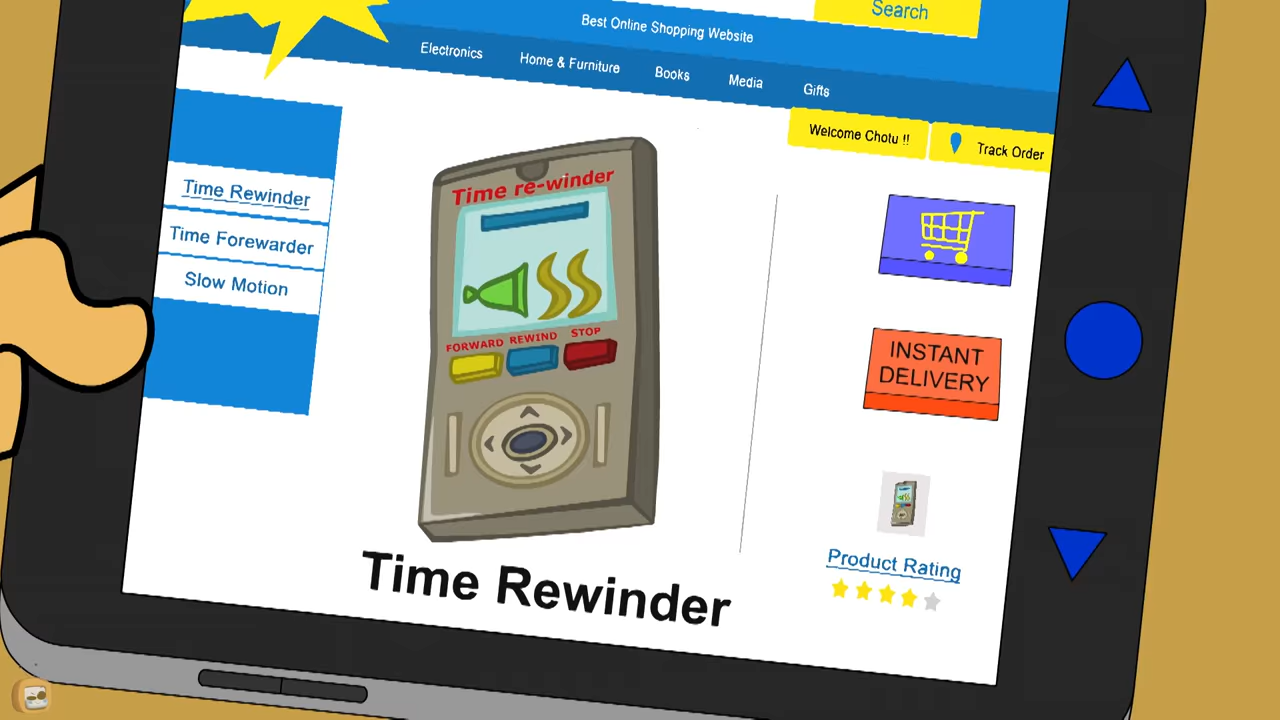 Search
Best Online Shopping Website
Electronics Home & Furniture Books Media Gifts
Welcome Chotu !! Track Order
Time Rewinder
Time Forewarder
Slow Motion
Time re-winder
FORWARD REWIND STOP
INSTANT
DELIVERY
Product Rating
Time Rewinder